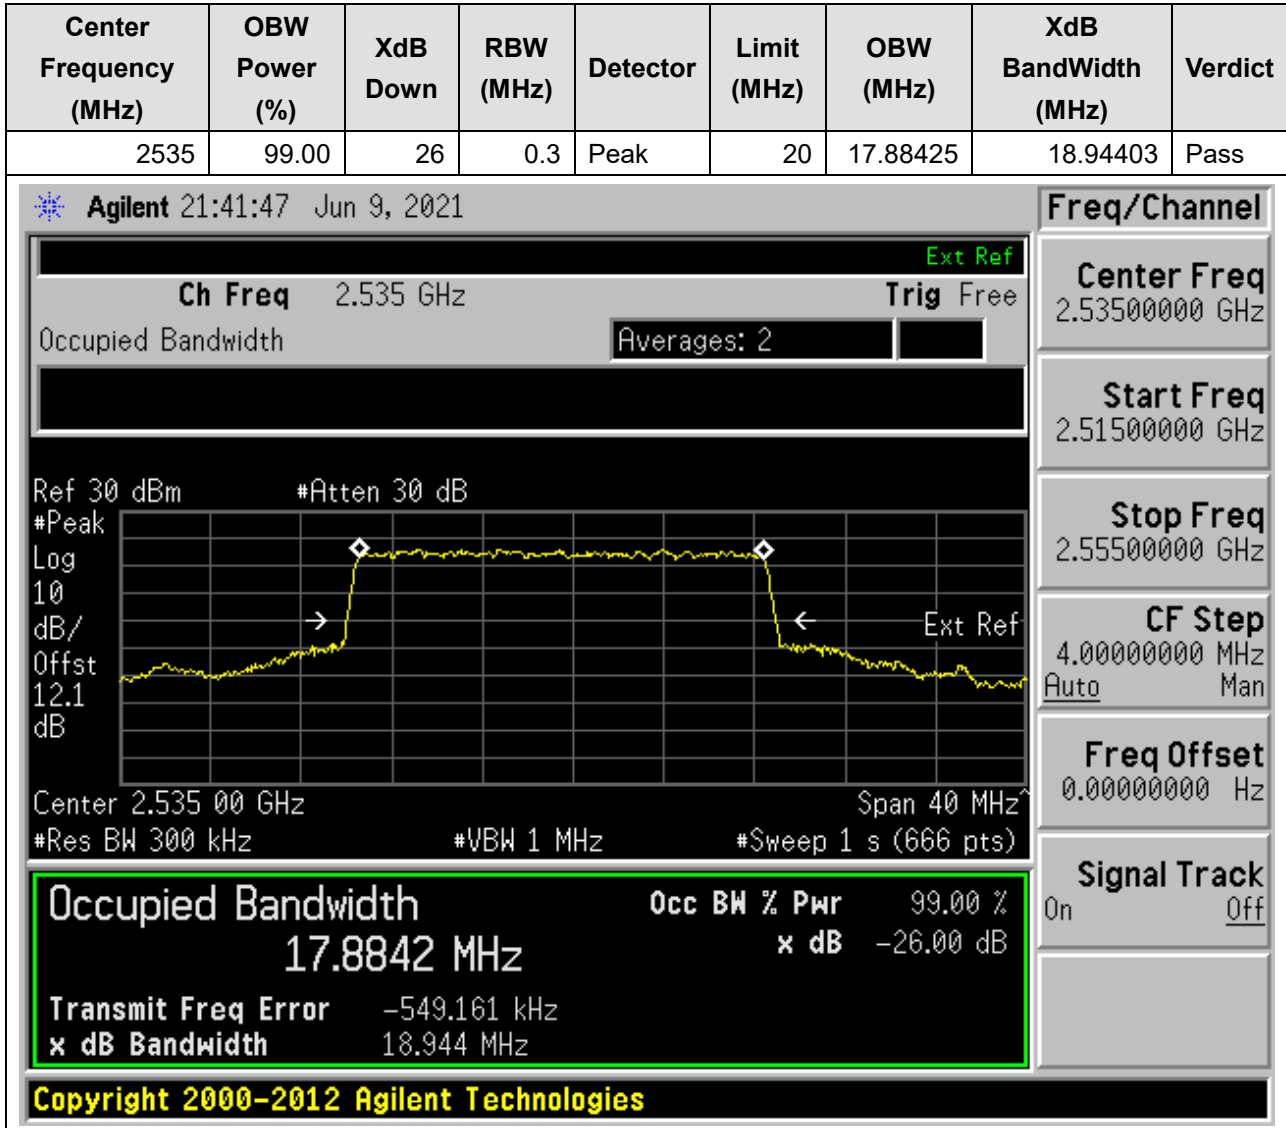 Center Frequency (MHz) OBW Power (%) XdB Down RBW (MHz) Detector Limit (MHz) OBW (MHz) XdB BandWidth (MHz) Verdict
2535 99.00 26 0.3 Peak 20 17.88425 18.94403 Pass
Agilent 21:41:47 Jun 9, 2021
Freq/Channel
Ext Ref
Ch Freq 2.535 GHz Trig Free
Occupied Bandwidth Averages: 2
Center Freq
2.53500000 GHz
Start Freq
2.51500000 GHz
Stop Freq
2.55500000 GHz
CF Step
4.00000000 MHz
Auto Man
Freq Offset
0.00000000 Hz
Signal Track
On Off
Ref 30 dBm #Atten 30 dB
#Peak
Log
10
dB/
Offst
12.1
dB
Ext Ref
Center 2.535 00 GHz Span 40 MHz^
#Res BW 300 kHz #VBW 1 MHz #Sweep 1 s (666 pts)
Occupied Bandwidth Occ BW % Pwr 99.00 %
17.8842 MHz x dB -26.00 dB
Transmit Freq Error -549.161 kHz
x dB Bandwidth 18.944 MHz
Copyright 2000-2012 Agilent Technologies